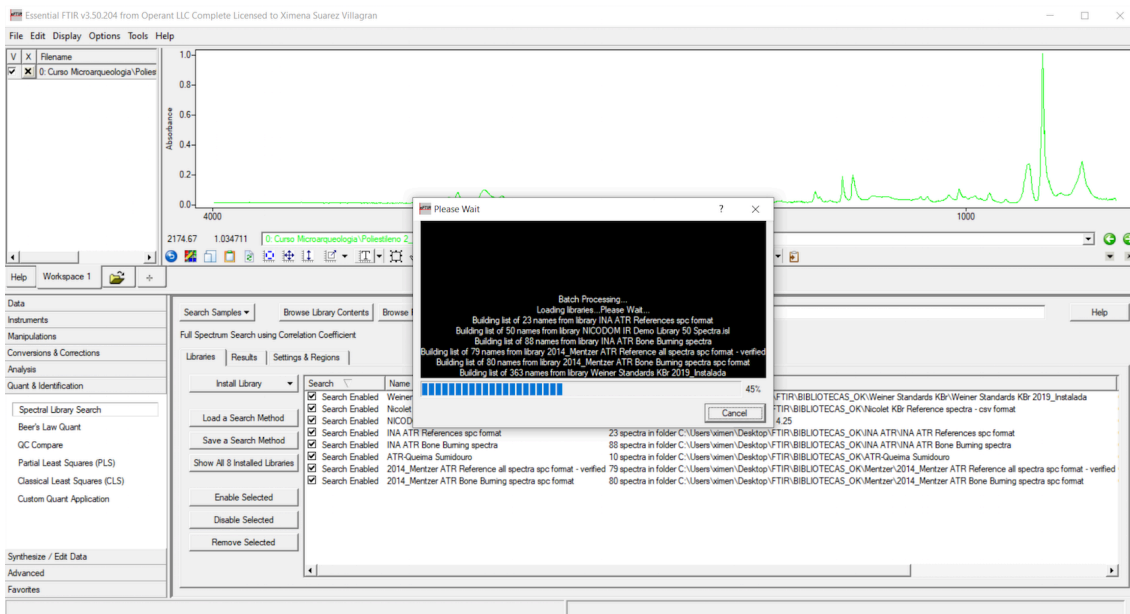 Essential FTIR v3.50.204 from Operant LLC Complete Licensed to Ximena Suarez Villagran
File Edit Display Options Tools Help
V X Filename
0: Curso Microarqueologia\Polies
Absorbance
1.0
0.8
0.6
0.4
0.2
0.0
4000
1000
2174.67 1.034711 0: Curso Microarqueologia\Poliestileno 2_
Help Workspace 1
Please Wait
Batch Processing...
Loading libraries...Please Wait...
Building list of 23 names from library INA ATR References spc format
Building list of 50 names from library NICODOM IR Demo Library 50 Spectra.isl
Building list of 88 names from library INA ATR Bone Burning spectra
Building list of 79 names from library 2014_Mentzer ATR Reference all spectra spc format - verified
Building list of 80 names from library 2014_Mentzer ATR Bone Burning spectra spc format
Building list of 363 names from library Weiner Standards KBr 2019_Instalada
45%
Cancel
Data
Instruments
Manipulations
Conversions & Corrections
Analysis
Quant & Identification
Spectral Library Search
Beer's Law Quant
QC Compare
Partial Least Squares (PLS)
Classical Least Squares (CLS)
Custom Quant Application
Synthesize / Edit Data
Advanced
Favorites
Search Samples Browse Library Contents Browse
Help
Full Spectrum Search using Correlation Coefficient
Libraries Results Settings & Regions
Install Library
Load a Search Method
Save a Search Method
Show All 8 Installed Libraries
Enable Selected
Disable Selected
Remove Selected
Search Name
Search Enabled Weiner \FTIR\BIBLIOTECAS_OK\Weiner Standards KBr\Weiner Standards KBr 2019_Instalada
Search Enabled Nicolet \FTIR\BIBLIOTECAS_OK\Nicolet KBr Reference spectra - csv format
Search Enabled NICOD 4.25
Search Enabled INA ATR References spc format 23 spectra in folder C:\Users\ximen\Desktop\FTIR\BIBLIOTECAS_OK\INA ATR\INA ATR References spc format
Search Enabled INA ATR Bone Burning spectra 88 spectra in folder C:\Users\ximen\Desktop\FTIR\BIBLIOTECAS_OK\INA ATR\INA ATR Bone Burning spectra
Search Enabled ATR-Queima Sumidouro 10 spectra in folder C:\Users\ximen\Desktop\FTIR\BIBLIOTECAS_OK\ATR-Queima Sumidouro
Search Enabled 2014_Mentzer ATR Reference all spectra spc format - verified 79 spectra in folder C:\Users\ximen\Desktop\FTIR\BIBLIOTECAS_OK\Mentzer\2014_Mentzer ATR Reference all spectra spc format - verified
Search Enabled 2014_Mentzer ATR Bone Burning spectra spc format 80 spectra in folder C:\Users\ximen\Desktop\FTIR\BIBLIOTECAS_OK\Mentzer\2014_Mentzer ATR Bone Burning spectra spc format